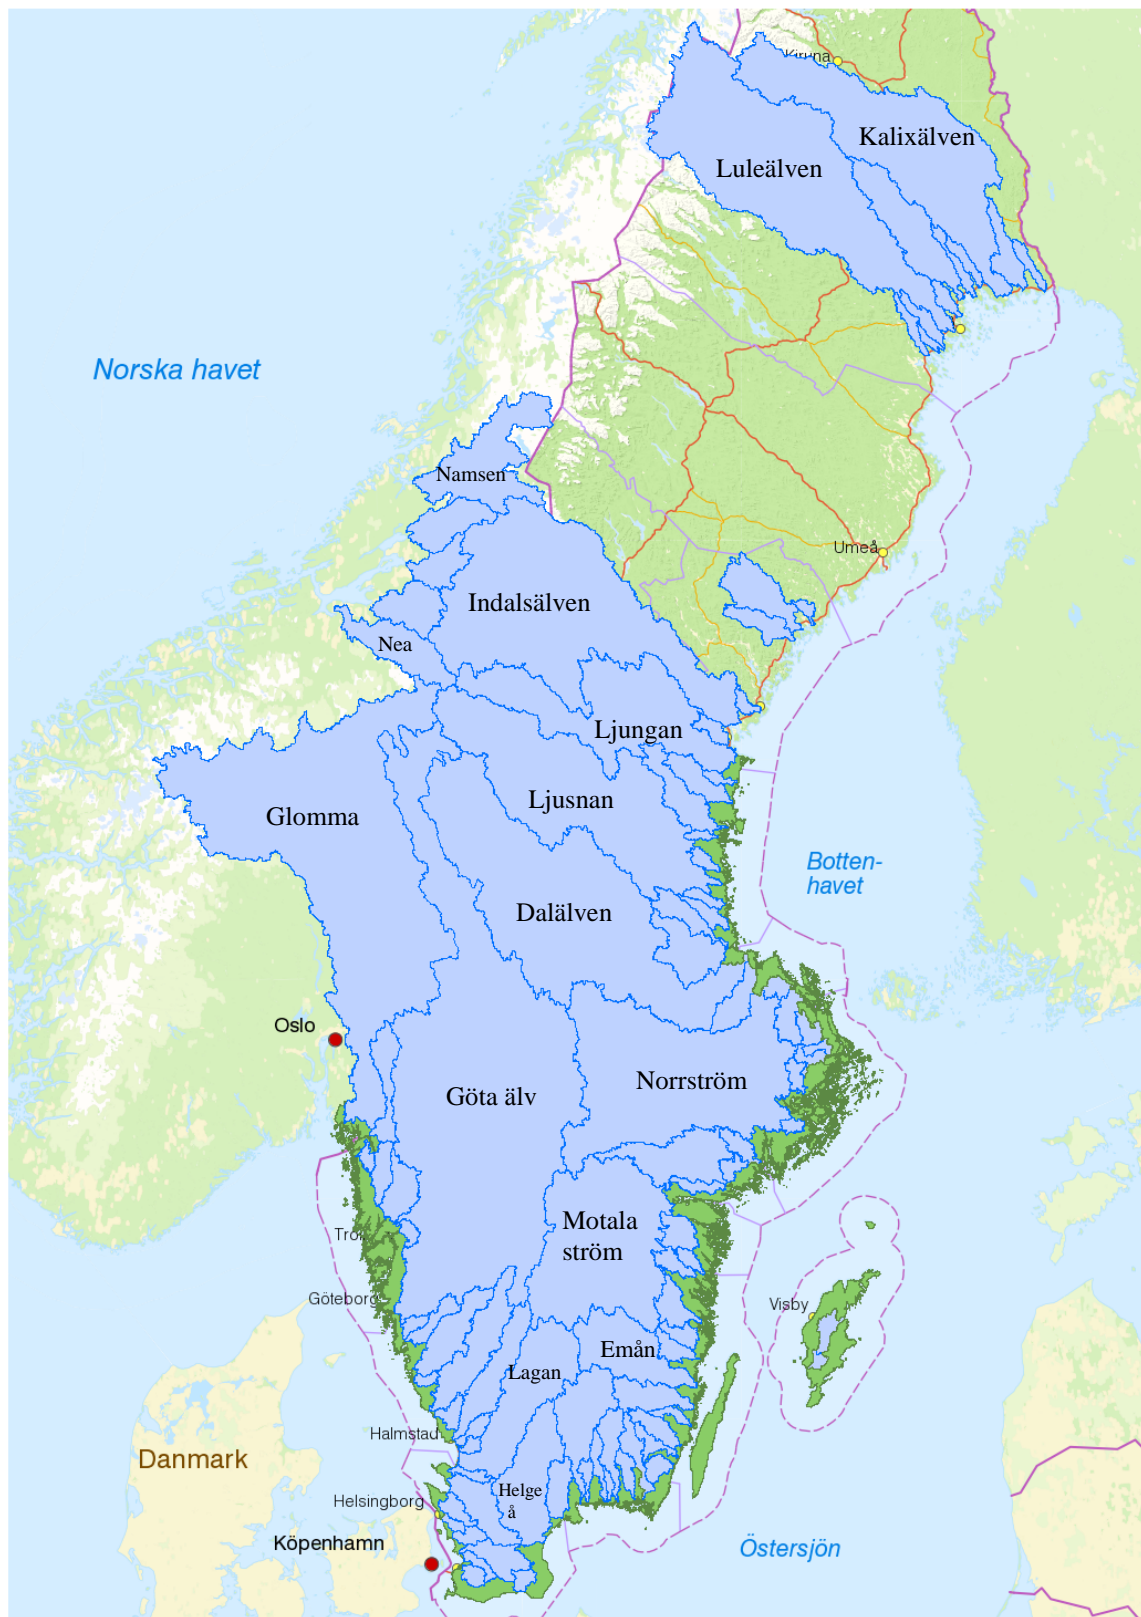 Kiruna
Kalixälven
Luleälven
Norska havet
Namsen
Umeå
Indalsälven
Nea
Ljungan
Ljusnan
Glomma
Botten-
havet
Dalälven
Oslo
Norrström
Göta älv
Motala
ström
Göteborg
Visby
Emån
Lagan
Halmstad
Danmark
Helge
å
Helsingborg
Köpenhamn
Östersjön